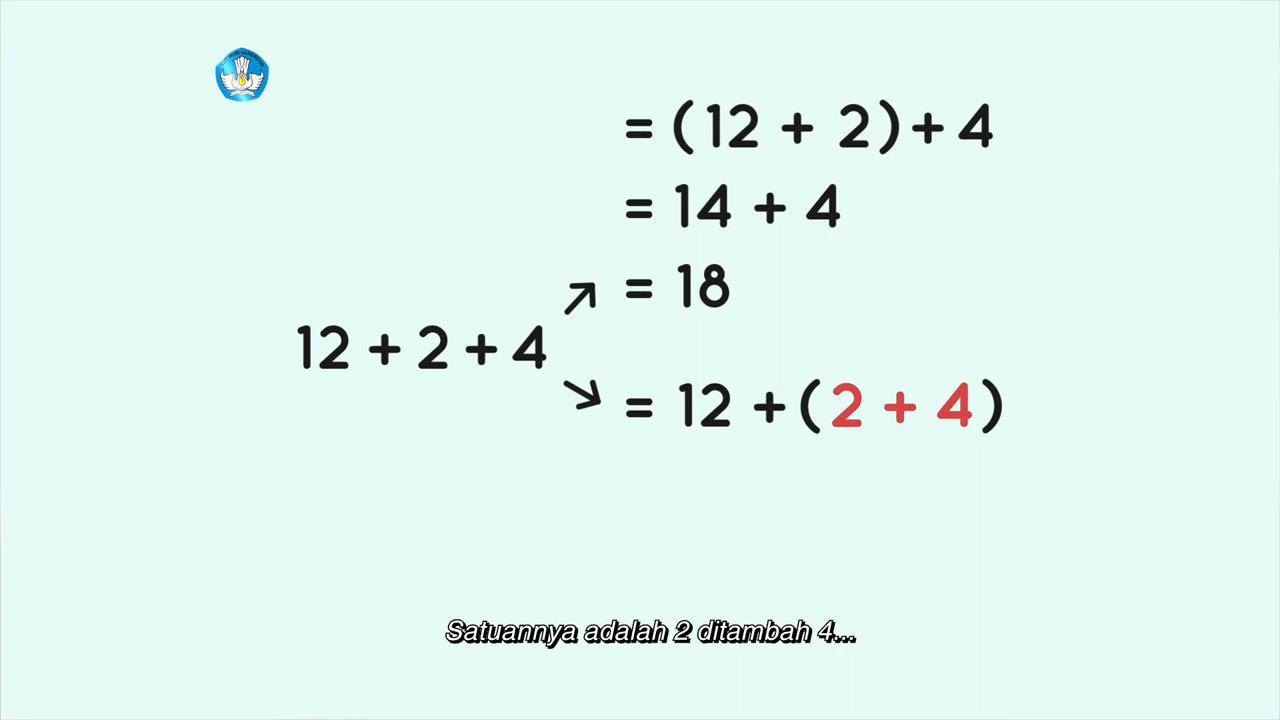 = (12 + 2) + 4
= 14 + 4
= 18
12 + 2 + 4
= 12 + (2 + 4)
Satuannya adalah 2 ditambah 4...